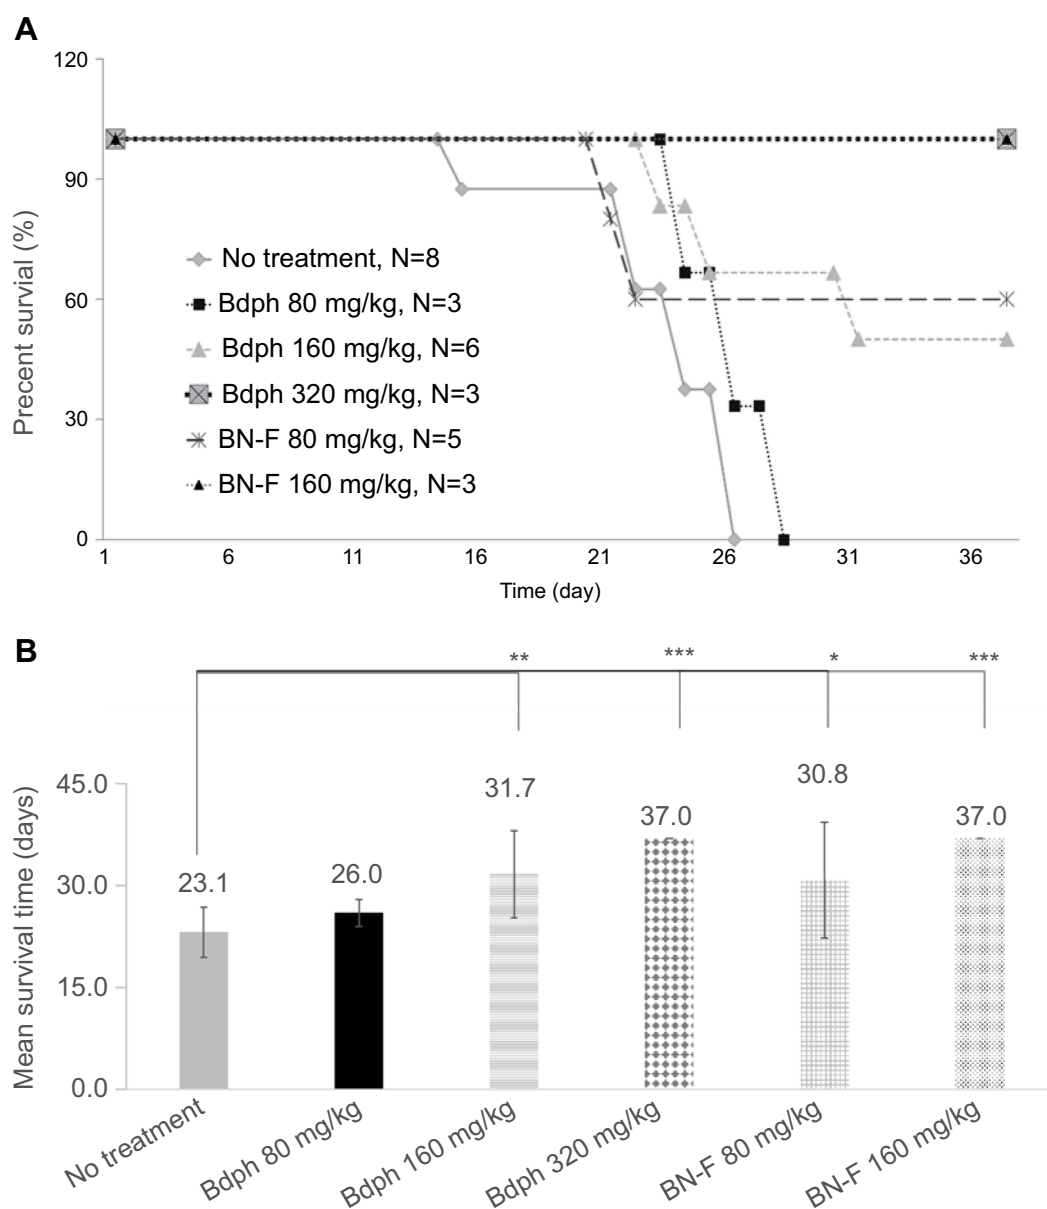 A
120
90
60
30
0
Precent survial (%)
No treatment, N=8
Bdph 80 mg/kg, N=3
Bdph 160 mg/kg, N=6
Bdph 320 mg/kg, N=3
BN-F 80 mg/kg, N=5
BN-F 160 mg/kg, N=3
1 6 11 16 21 26 31 36
Time (day)
B
** *** * ***
45.0
30.0
15.0
0.0
Mean survival time (days)
23.1 26.0 31.7 37.0 30.8 37.0
No treatment
Bdph 80 mg/kg
Bdph 160 mg/kg
Bdph 320 mg/kg
BN-F 80 mg/kg
BN-F 160 mg/kg